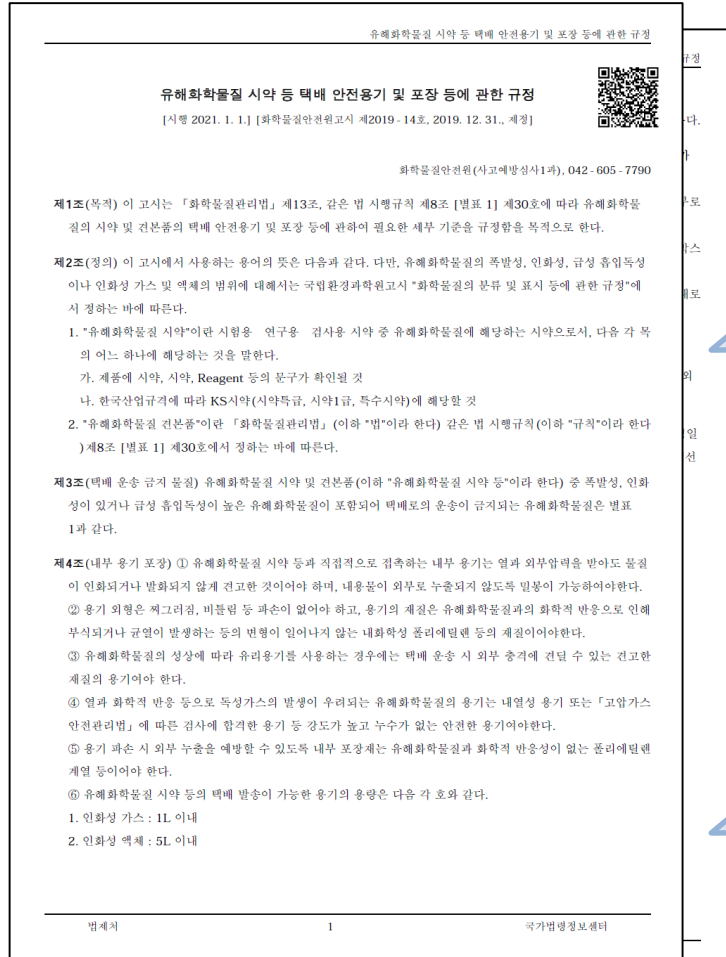 유해화학물질 시약 등 택배 안전용기 및 포장 등에 관한 규정
유해화학물질 시약 등 택배 안전용기 및 포장 등에 관한 규정
[시행 2021. 1. 1.] [화학물질안전원고시 제2019 - 14호, 2019. 12. 31., 제정]
화학물질안전원(사고예방심사1과), 042 - 605 - 7790
제1조(목적) 이 고시는 「화학물질관리법」 제13조, 같은 법 시행규칙 제8조 [별표 1] 제30호에 따라 유해화학물
질의 시약 및 견본품의 택배 안전용기 및 포장 등에 관하여 필요한 세부 기준을 규정함을 목적으로 한다.
제2조(정의) 이 고시에서 사용하는 용어의 뜻은 다음과 같다. 다만, 유해화학물질의 폭발성, 인화성, 급성 흡입독성
이나 인화성 가스 및 액체의 범위에 대해서는 국립환경과학원고시 "화학물질의 분류 및 표시 등에 관한 규정"에
서 정하는 바에 따른다.
1. "유해화학물질 시약"이란 시험용 연구용 검사용 시약 중 유해화학물질에 해당하는 시약으로서, 다음 각 목
의 어느 하나에 해당하는 것을 말한다.
가. 제품에 시약, 시약, Reagent 등의 문구가 확인될 것
나. 한국산업규격에 따라 KS시약(시약특급, 시약1급, 특수시약)에 해당할 것
2. "유해화학물질 견본품"이란 「화학물질관리법」(이하 "법"이라 한다) 같은 법 시행규칙(이하 "규칙"이라 한다
)제8조 [별표 1] 제30호에서 정하는 바에 따른다.
제3조(택배 운송 금지 물질) 유해화학물질 시약 및 견본품(이하 "유해화학물질 시약 등"이라 한다) 중 폭발성, 인화
성이 있거나 급성 흡입독성이 높은 유해화학물질이 포함되어 택배로의 운송이 금지되는 유해화학물질은 별표
1과 같다.
제4조(내부 용기 포장) ① 유해화학물질 시약 등과 직접적으로 접촉하는 내부 용기는 열과 외부압력을 받아도 물질
이 인화되거나 발화되지 않게 견고한 것이어야 하며, 내용물이 외부로 누출되지 않도록 밀봉이 가능하여야한다.
② 용기 외형은 찌그러짐, 비틀림 등 파손이 없어야 하고, 용기의 재질은 유해화학물질과의 화학적 반응으로 인해
부식되거나 균열이 발생하는 등의 변형이 일어나지 않는 내화학성 폴리에틸렌 등의 재질이어야한다.
③ 유해화학물질의 성상에 따라 유리용기를 사용하는 경우에는 택배 운송 시 외부 충격에 견딜 수 있는 견고한
재질의 용기여야 한다.
④ 열과 화학적 반응 등으로 독성가스의 발생이 우려되는 유해화학물질의 용기는 내열성 용기 또는「고압가스
안전관리법」에 따른 검사에 합격한 용기 등 강도가 높고 누수가 없는 안전한 용기여야한다.
⑤ 용기 파손 시 외부 누출을 예방할 수 있도록 내부 포장재는 유해화학물질과 화학적 반응성이 없는 폴리에틸렌
계열 등이어야 한다.
⑥ 유해화학물질 시약 등의 택배 발송이 가능한 용기의 용량은 다음 각 호와 같다.
1. 인화성 가스 : 1L 이내
2. 인화성 액체 : 5L 이내
법제처 1 국가법령정보센터
규정
다.
로
스
로
외
일
선